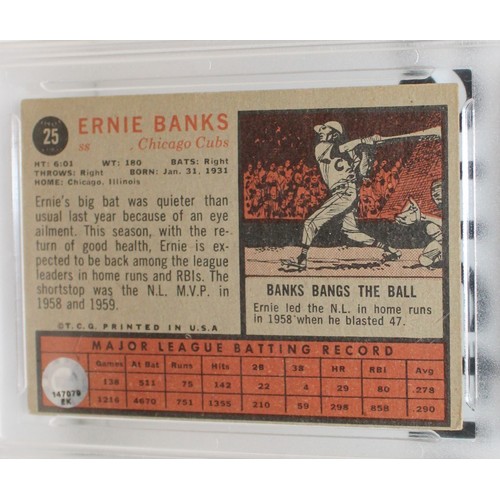 25
ERNIE BANKS
ss Chicago Cubs
HT: 6:01 WT: 180 BATS: Right
THROWS: Right BORN: Jan. 31, 1931
HOME: Chicago, Illinois
Ernie's big bat was quieter than
usual last year because of an eye
ailment. This season, with the re-
turn of good health, Ernie is ex-
pected to be back among the league
leaders in home runs and RBIs. The
shortstop was the N.L. M.V.P. in
1958 and 1959.
©T.C.G. PRINTED IN U.S.A
BANKS BANGS THE BALL
Ernie led the N.L. in home runs
in 1958 when he blasted 47.
MAJOR LEAGUE BATTING RECORD
Games At Bat Runs Hits 2B 3B HR RBI Avg
138 511 75 142 22 4 29 80 278
1216 4670 751 1355 210 59 298 858 290
147079
EK